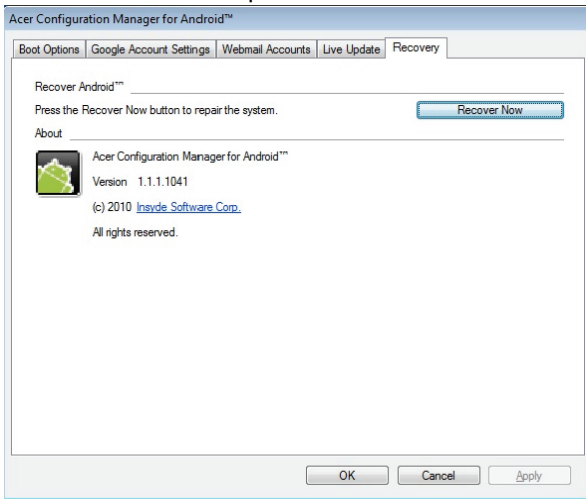 Acer Configuration Manager for Android™
Boot Options Google Account Settings Webmail Accounts Live Update Recovery
Recover Android™
Press the Recover Now button to repair the system. Recover Now
About
Acer Configuration Manager for Android™
Version 1.1.1.1041
(c) 2010 Insyde Software Corp.
All rights reserved.
OK Cancel Apply